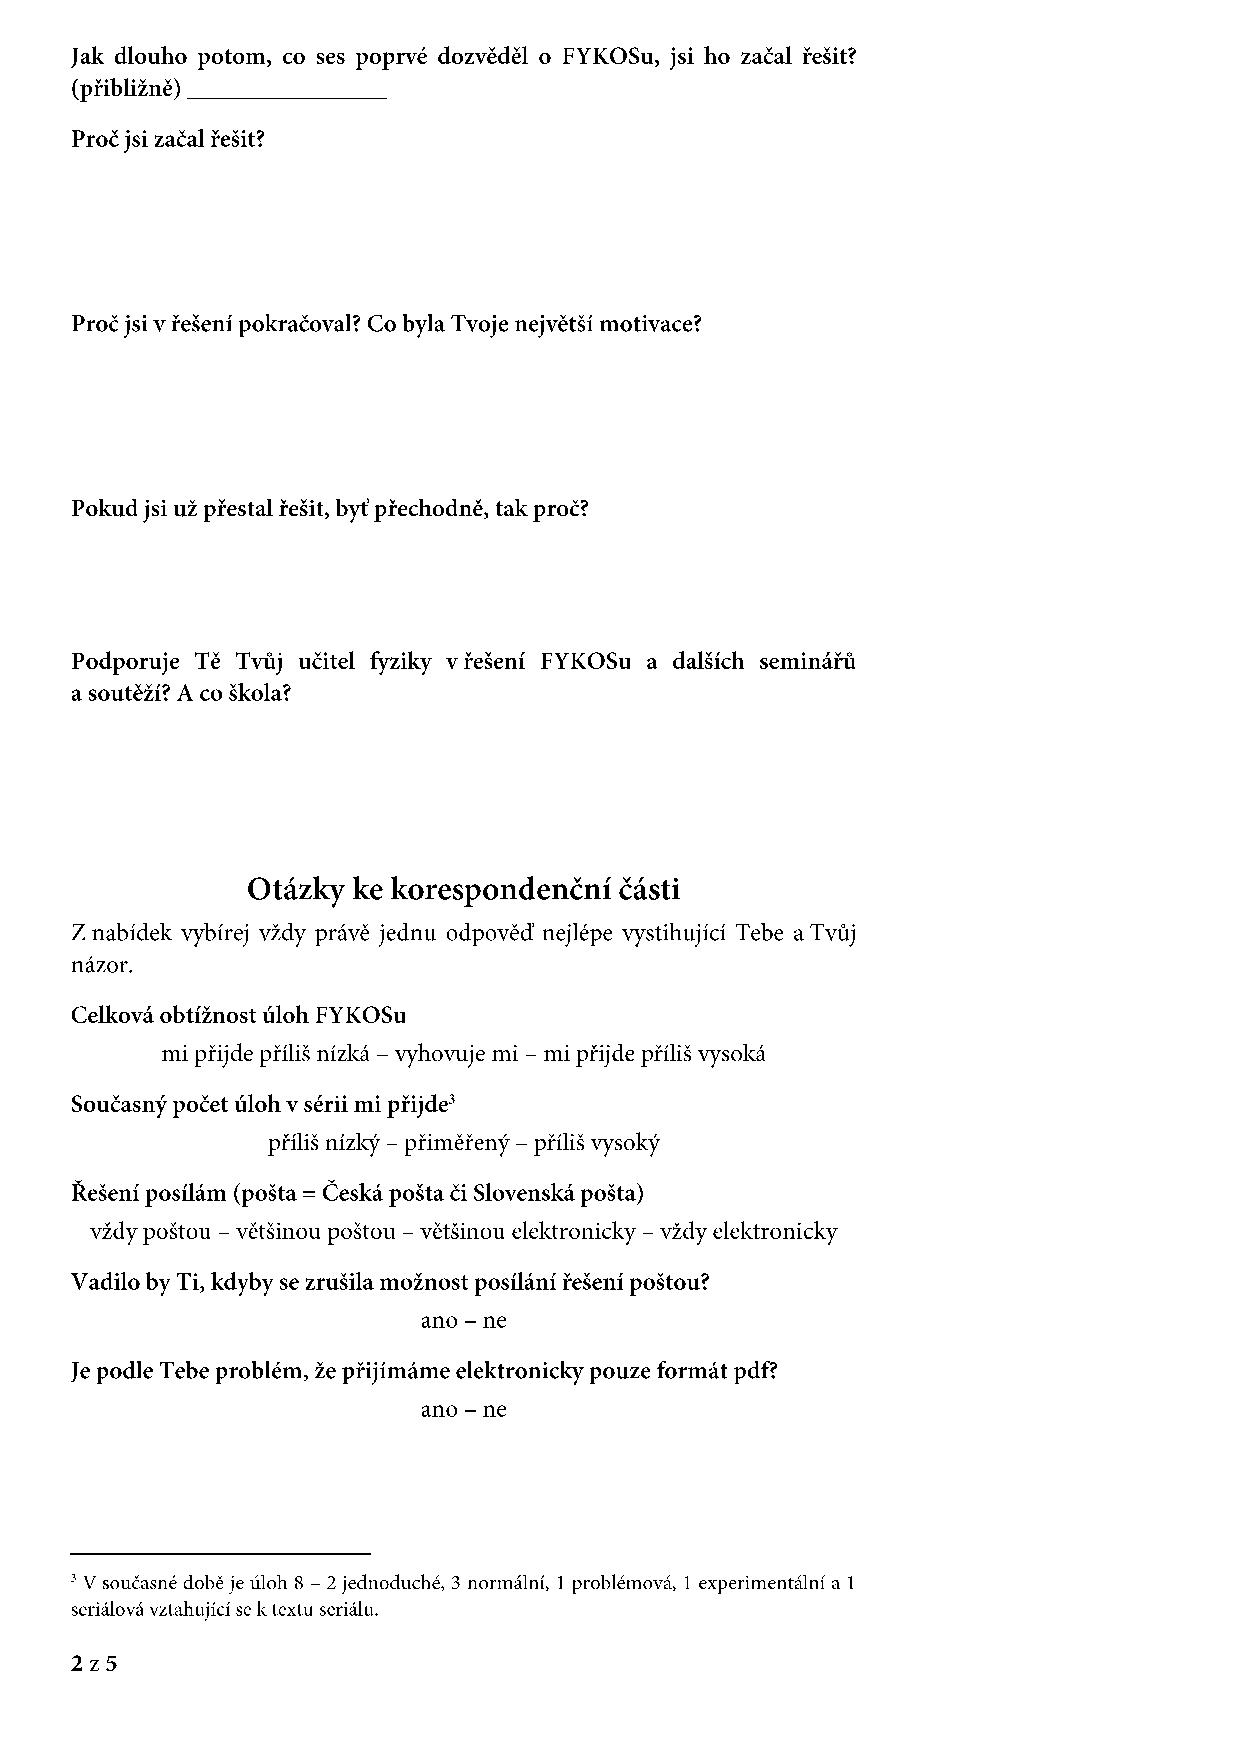 Jak dlouho potom, co ses poprvé dozvěděl o FYKOSu, jsi ho začal řešit?
(přibližně) ________________
Proč jsi začal řešit?
Proč jsi v řešení pokračoval? Co byla Tvoje největší motivace?
Pokud jsi už přestal řešit, byť přechodně, tak proč?
Podporuje Tě Tvůj učitel fyziky v řešení FYKOSu a dalších seminářů
a soutěží? A co škola?
Otázky ke korespondenční části
Z nabídek vybírej vždy právě jednu odpověď nejlépe vystihující Tebe a Tvůj
názor.
Celková obtížnost úloh FYKOSu
mi přijde příliš nízká – vyhovuje mi – mi přijde příliš vysoká
Současný počet úloh v sérii mi přijde³
příliš nízký – přiměřený – příliš vysoký
Řešení posílám (pošta = Česká pošta či Slovenská pošta)
vždy poštou – většinou poštou – většinou elektronicky – vždy elektronicky
Vadilo by Ti, kdyby se zrušila možnost posílání řešení poštou?
ano – ne
Je podle Tebe problém, že přijímáme elektronicky pouze formát pdf?
ano – ne
³ V současné době je úloh 8 – 2 jednoduché, 3 normální, 1 problémová, 1 experimentální a 1
seriálová vztahující se k textu seriálu.
2 z 5